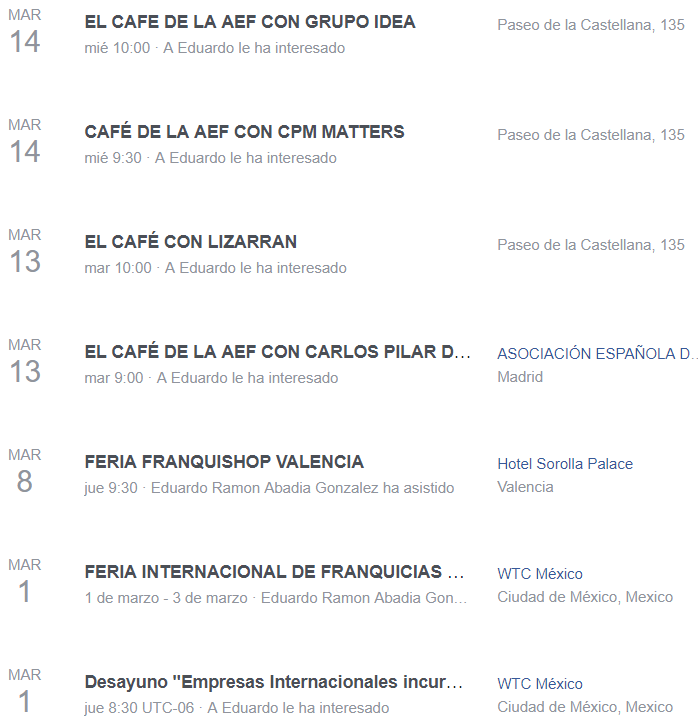 MAR
14
EL CAFE DE LA AEF CON GRUPO IDEA
mié 10:00 · A Eduardo le ha interesado
Paseo de la Castellana, 135
MAR
14
CAFÉ DE LA AEF CON CPM MATTERS
mié 9:30 · A Eduardo le ha interesado
Paseo de la Castellana, 135
MAR
13
EL CAFÉ CON LIZARRAN
mar 10:00 · A Eduardo le ha interesado
Paseo de la Castellana, 135
MAR
13
EL CAFÉ DE LA AEF CON CARLOS PILAR D...
mar 9:00 · A Eduardo le ha interesado
ASOCIACIÓN ESPAÑOLA D...
Madrid
MAR
8
FERIA FRANQUISHOP VALENCIA
jue 9:30 · Eduardo Ramon Abadia Gonzalez ha asistido
Hotel Sorolla Palace
Valencia
MAR
1
FERIA INTERNACIONAL DE FRANQUICIAS ...
1 de marzo - 3 de marzo · Eduardo Ramon Abadia Gon...
WTC México
Ciudad de México, Mexico
MAR
1
Desayuno "Empresas Internacionales incur...
jue 8:30 UTC-06 · A Eduardo le ha interesado
WTC México
Ciudad de México, Mexico